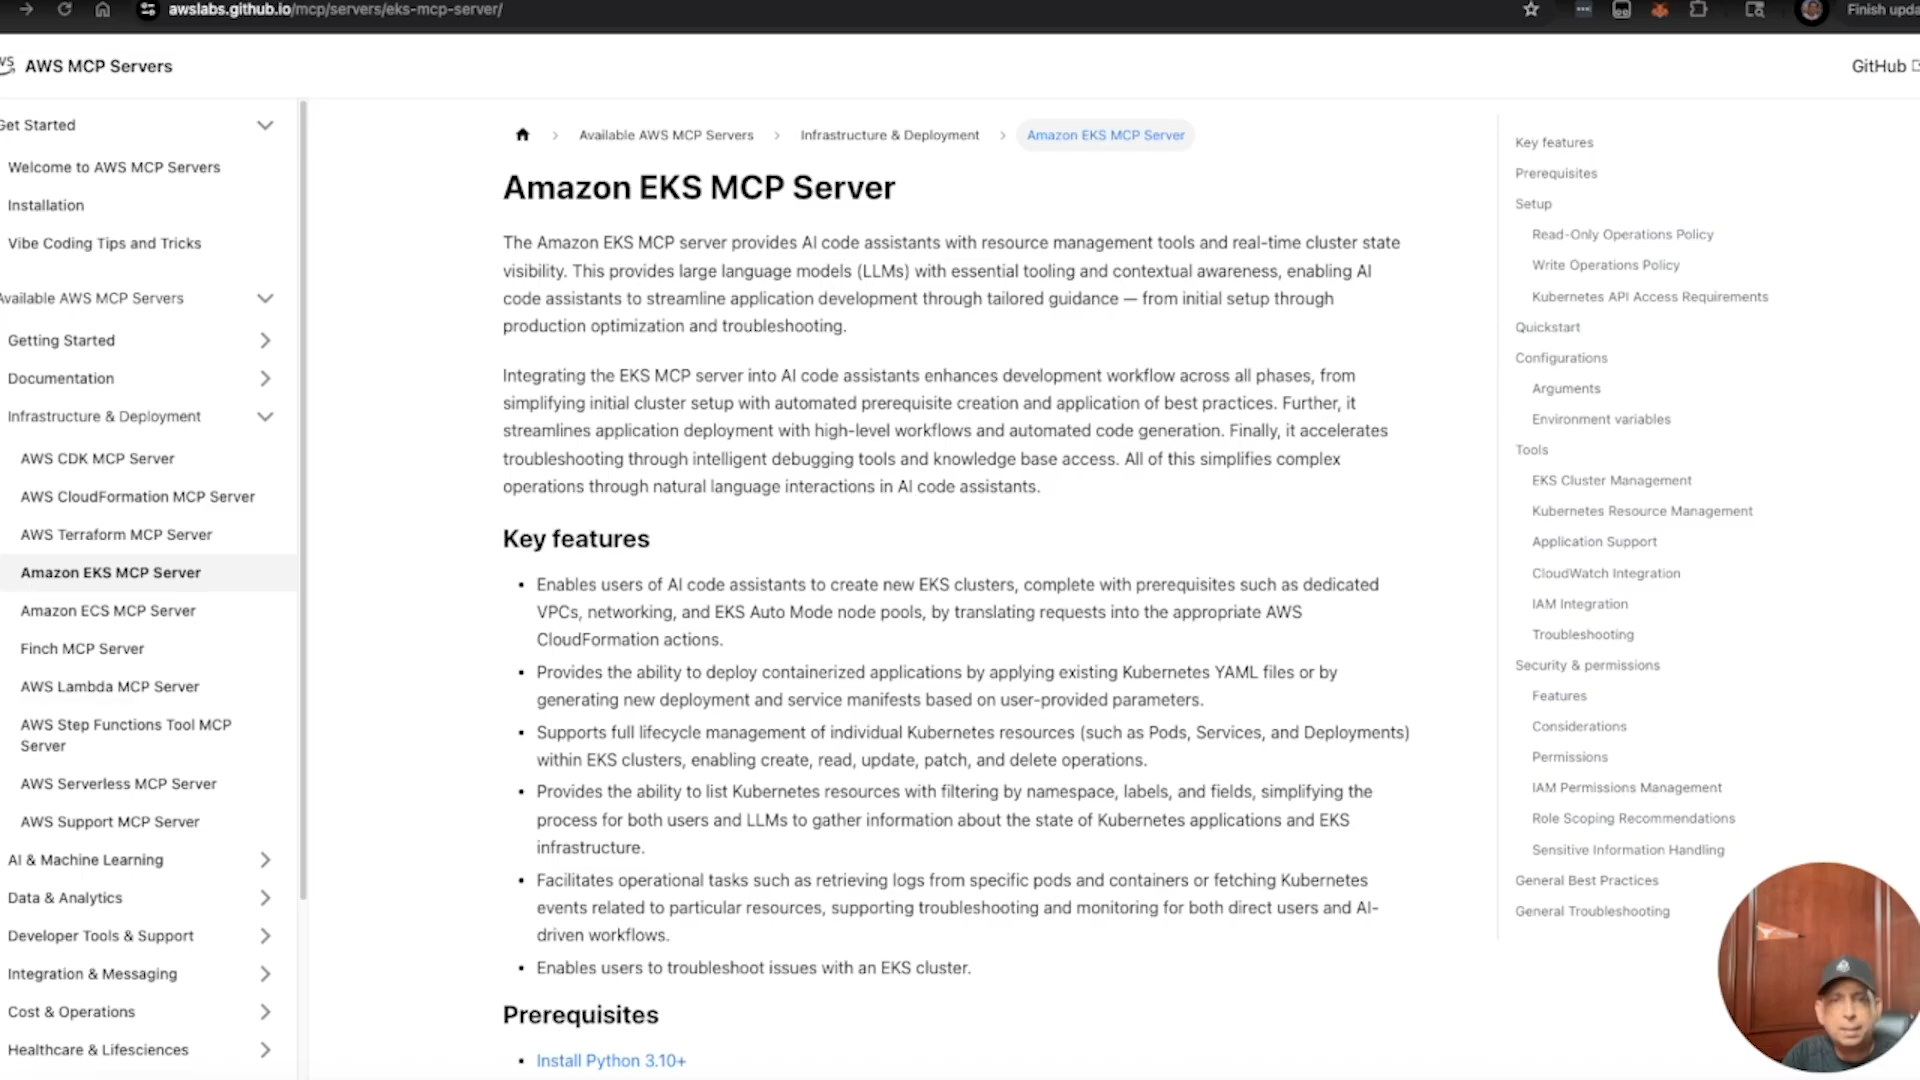 awslabs.github.io/mcp/servers/eks-mcp-server/
Finish upda
AWS MCP Servers
GitHub
Get Started
Welcome to AWS MCP Servers
Installation
Vibe Coding Tips and Tricks
Available AWS MCP Servers
Getting Started
Documentation
Infrastructure & Deployment
AWS CDK MCP Server
AWS CloudFormation MCP Server
AWS Terraform MCP Server
Amazon EKS MCP Server
Amazon ECS MCP Server
Finch MCP Server
AWS Lambda MCP Server
AWS Step Functions Tool MCP
Server
AWS Serverless MCP Server
AWS Support MCP Server
AI & Machine Learning
Data & Analytics
Developer Tools & Support
Integration & Messaging
Cost & Operations
Healthcare & Lifesciences
Available AWS MCP Servers
Infrastructure & Deployment
Amazon EKS MCP Server
Amazon EKS MCP Server
The Amazon EKS MCP server provides AI code assistants with resource management tools and real-time cluster state
visibility. This provides large language models (LLMs) with essential tooling and contextual awareness, enabling AI
code assistants to streamline application development through tailored guidance — from initial setup through
production optimization and troubleshooting.
Integrating the EKS MCP server into AI code assistants enhances development workflow across all phases, from
simplifying initial cluster setup with automated prerequisite creation and application of best practices. Further, it
streamlines application deployment with high-level workflows and automated code generation. Finally, it accelerates
troubleshooting through intelligent debugging tools and knowledge base access. All of this simplifies complex
operations through natural language interactions in AI code assistants.
Key features
• Enables users of AI code assistants to create new EKS clusters, complete with prerequisites such as dedicated
VPCs, networking, and EKS Auto Mode node pools, by translating requests into the appropriate AWS
CloudFormation actions.
• Provides the ability to deploy containerized applications by applying existing Kubernetes YAML files or by
generating new deployment and service manifests based on user-provided parameters.
• Supports full lifecycle management of individual Kubernetes resources (such as Pods, Services, and Deployments)
within EKS clusters, enabling create, read, update, patch, and delete operations.
• Provides the ability to list Kubernetes resources with filtering by namespace, labels, and fields, simplifying the
process for both users and LLMs to gather information about the state of Kubernetes applications and EKS
infrastructure.
• Facilitates operational tasks such as retrieving logs from specific pods and containers or fetching Kubernetes
events related to particular resources, supporting troubleshooting and monitoring for both direct users and AI-
driven workflows.
• Enables users to troubleshoot issues with an EKS cluster.
Prerequisites
• Install Python 3.10+
Key features
Prerequisites
Setup
Read-Only Operations Policy
Write Operations Policy
Kubernetes API Access Requirements
Quickstart
Configurations
Arguments
Environment variables
Tools
EKS Cluster Management
Kubernetes Resource Management
Application Support
CloudWatch Integration
IAM Integration
Troubleshooting
Security & permissions
Features
Considerations
Permissions
IAM Permissions Management
Role Scoping Recommendations
Sensitive Information Handling
General Best Practices
General Troubleshooting